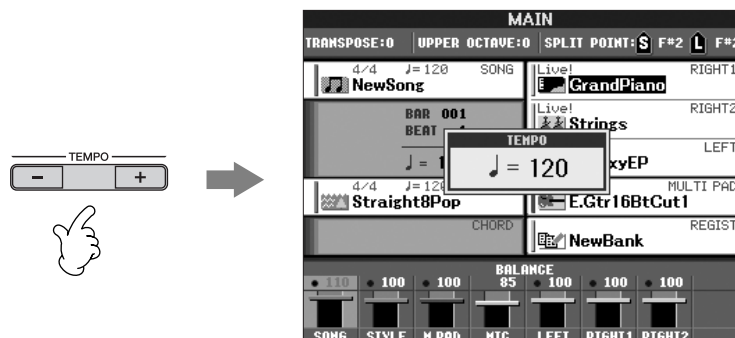 TEMPO
− +
MAIN
TRANSPOSE:0 UPPER OCTAVE:0 SPLIT POINT: S F#2 L F#2
4/4 ♩=120 SONG
NewSong
Live! RIGHT1
GrandPiano
BAR 001
BEAT
Live! RIGHT2
Strings
TEMPO
♩ = 120
LEFT
xyEP
4/4 ♩=120
Straight8Pop
MULTI PAD
E.Gtr16BtCut1
CHORD
REGIST
NewBank
BALANCE
110 100 100 85 100 100 100
SONG STYLE M.PAD MIC LEFT RIGHT1 RIGHT2